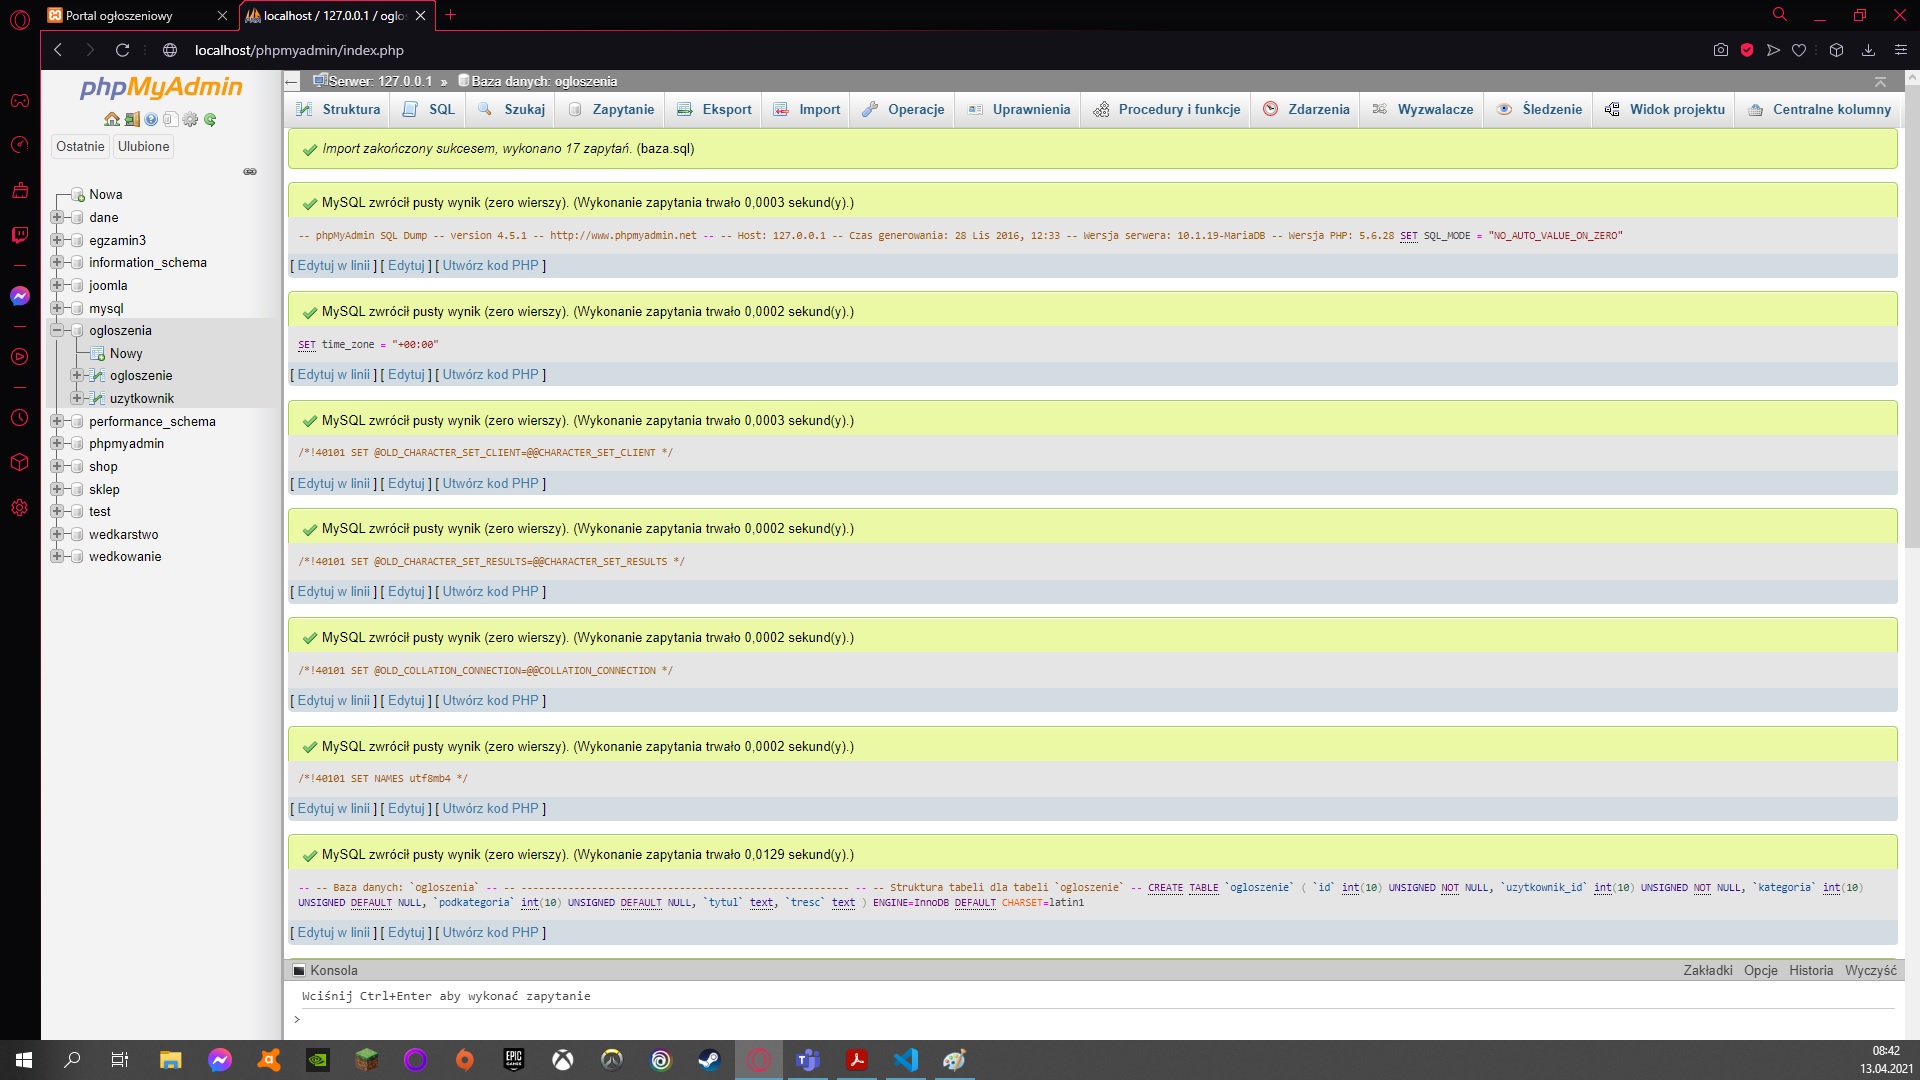 Portal ogłoszeniowy
localhost / 127.0.0.1 / oglo
localhost/phpmyadmin/index.php
phpMyAdmin
Ostatnie
Ulubione
Nowa
dane
egzamin3
information_schema
joomla
mysql
ogloszenia
Nowy
ogloszenie
uzytkownik
performance_schema
phpmyadmin
shop
sklep
test
wedkarstwo
wedkowanie
Serwer: 127.0.0.1 » Baza danych: ogloszenia
Struktura SQL Szukaj Zapytanie Eksport Import Operacje Uprawnienia Procedury i funkcje Zdarzenia Wyzwalacze Śledzenie Widok projektu Centralne kolumny
Import zakończony sukcesem, wykonano 17 zapytań. (baza.sql)
MySQL zwrócił pusty wynik (zero wierszy). (Wykonanie zapytania trwało 0,0003 sekund(y).)
-- phpMyAdmin SQL Dump -- version 4.5.1 -- http://www.phpmyadmin.net -- -- Host: 127.0.0.1 -- Czas generowania: 28 Lis 2016, 12:33 -- Wersja serwera: 10.1.19-MariaDB -- Wersja PHP: 5.6.28 SET SQL_MODE = "NO_AUTO_VALUE_ON_ZERO"
[ Edytuj w linii ] [ Edytuj ] [ Utwórz kod PHP ]
MySQL zwrócił pusty wynik (zero wierszy). (Wykonanie zapytania trwało 0,0002 sekund(y).)
SET time_zone = "+00:00"
[ Edytuj w linii ] [ Edytuj ] [ Utwórz kod PHP ]
MySQL zwrócił pusty wynik (zero wierszy). (Wykonanie zapytania trwało 0,0003 sekund(y).)
/*!40101 SET @OLD_CHARACTER_SET_CLIENT=@@CHARACTER_SET_CLIENT */
[ Edytuj w linii ] [ Edytuj ] [ Utwórz kod PHP ]
MySQL zwrócił pusty wynik (zero wierszy). (Wykonanie zapytania trwało 0,0002 sekund(y).)
/*!40101 SET @OLD_CHARACTER_SET_RESULTS=@@CHARACTER_SET_RESULTS */
[ Edytuj w linii ] [ Edytuj ] [ Utwórz kod PHP ]
MySQL zwrócił pusty wynik (zero wierszy). (Wykonanie zapytania trwało 0,0002 sekund(y).)
/*!40101 SET @OLD_COLLATION_CONNECTION=@@COLLATION_CONNECTION */
[ Edytuj w linii ] [ Edytuj ] [ Utwórz kod PHP ]
MySQL zwrócił pusty wynik (zero wierszy). (Wykonanie zapytania trwało 0,0002 sekund(y).)
/*!40101 SET NAMES utf8mb4 */
[ Edytuj w linii ] [ Edytuj ] [ Utwórz kod PHP ]
MySQL zwrócił pusty wynik (zero wierszy). (Wykonanie zapytania trwało 0,0129 sekund(y).)
-- -- Baza danych: `ogloszenia` -- -- -------------------------------------------------------- -- -- Struktura tabeli dla tabeli `ogloszenie` -- CREATE TABLE `ogloszenie` ( `id` int(10) UNSIGNED NOT NULL, `uzytkownik_id` int(10) UNSIGNED NOT NULL, `kategoria` int(10)
UNSIGNED DEFAULT NULL, `podkategoria` int(10) UNSIGNED DEFAULT NULL, `tytul` text, `tresc` text ) ENGINE=InnoDB DEFAULT CHARSET=latin1
[ Edytuj w linii ] [ Edytuj ] [ Utwórz kod PHP ]
Konsola
Zakładki Opcje Historia Wyczyść
Wciśnij Ctrl+Enter aby wykonać zapytanie
>
EPIC GAMES
08:42
13.04.2021